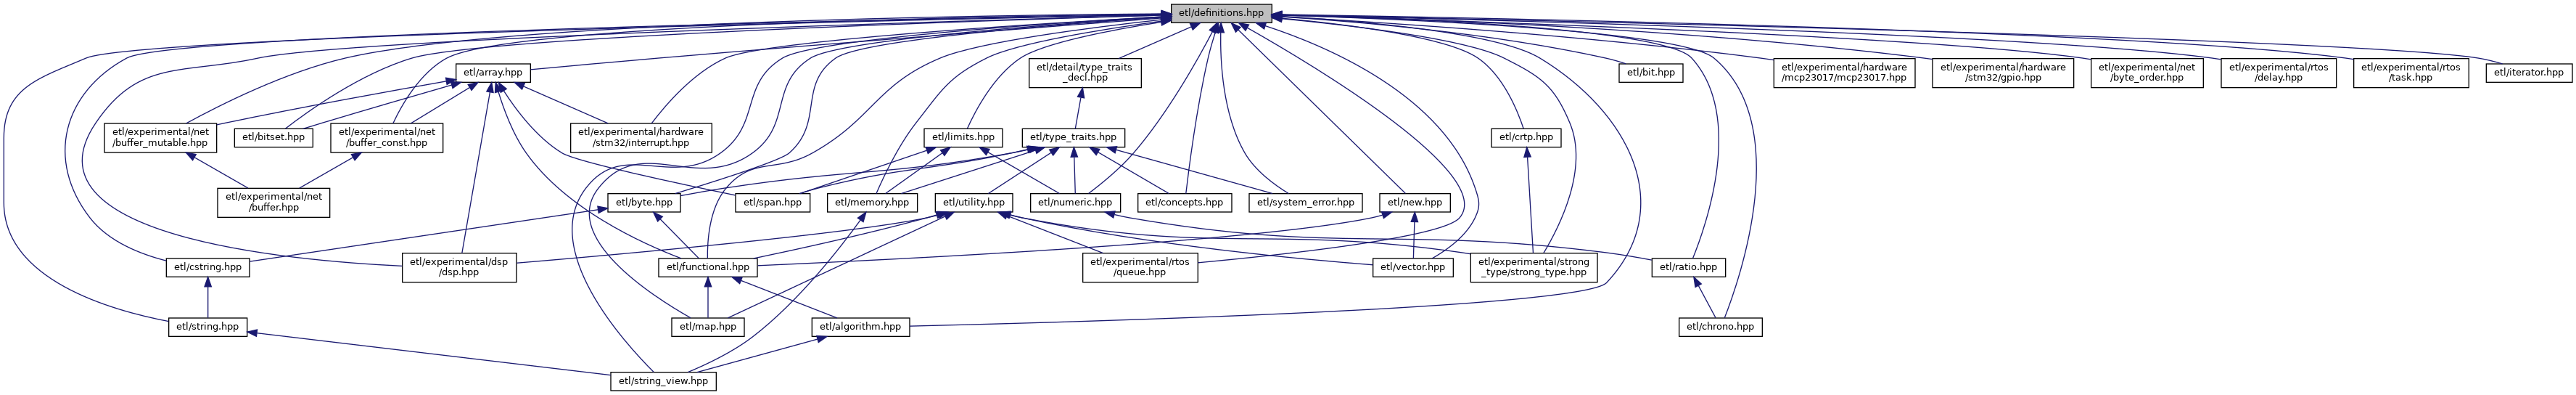 etl/definitions.hpp
etl/array.hpp
etl/detail/type_traits
_decl.hpp
etl/bit.hpp
etl/experimental/hardware
/mcp23017/mcp23017.hpp
etl/experimental/hardware
/stm32/gpio.hpp
etl/experimental/net
/byte_order.hpp
etl/experimental/rtos
/delay.hpp
etl/experimental/rtos
/task.hpp
etl/iterator.hpp
etl/experimental/net
/buffer_mutable.hpp
etl/bitset.hpp
etl/experimental/net
/buffer_const.hpp
etl/experimental/hardware
/stm32/interrupt.hpp
etl/limits.hpp
etl/type_traits.hpp
etl/crtp.hpp
etl/experimental/net
/buffer.hpp
etl/byte.hpp
etl/span.hpp
etl/memory.hpp
etl/utility.hpp
etl/numeric.hpp
etl/concepts.hpp
etl/system_error.hpp
etl/new.hpp
etl/cstring.hpp
etl/experimental/dsp
/dsp.hpp
etl/functional.hpp
etl/experimental/rtos
/queue.hpp
etl/vector.hpp
etl/experimental/strong
_type/strong_type.hpp
etl/ratio.hpp
etl/string.hpp
etl/map.hpp
etl/algorithm.hpp
etl/chrono.hpp
etl/string_view.hpp